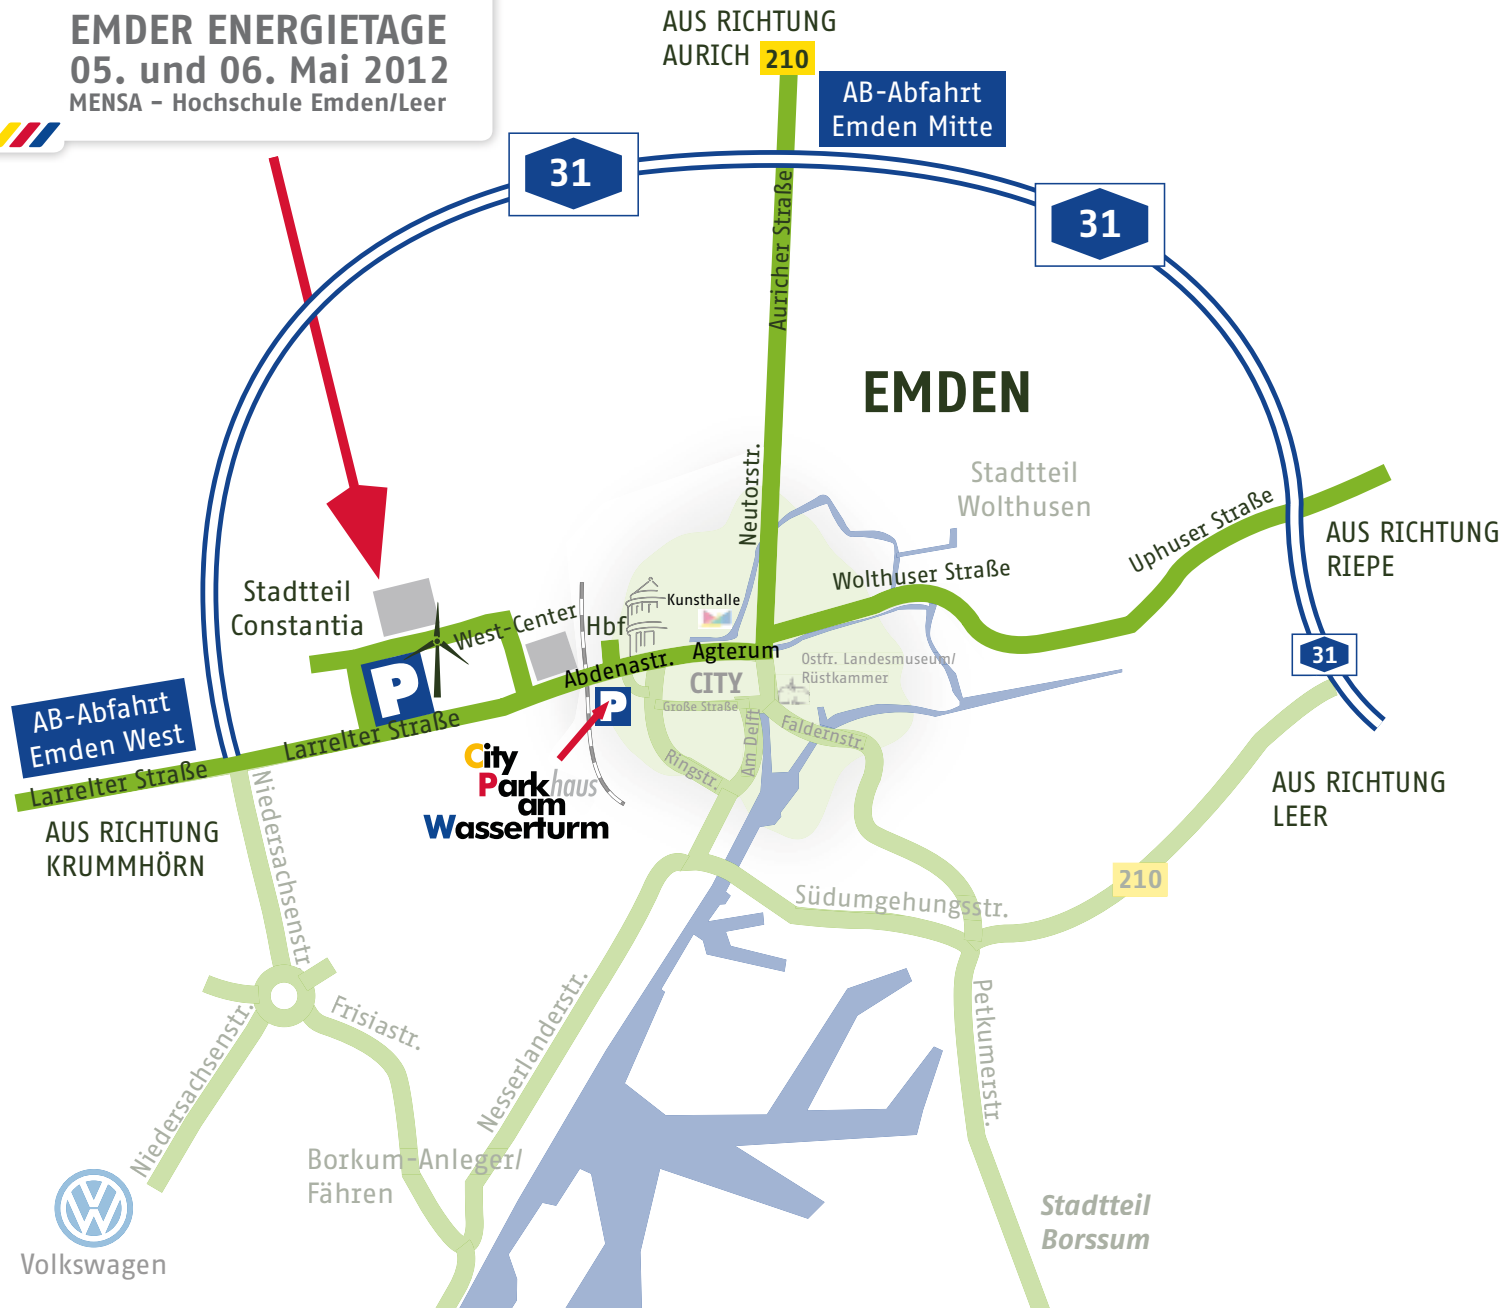 EMDER ENERGIETAGE
05. und 06. Mai 2012
MENSA – Hochschule Emden/Leer
AUS RICHTUNG
AURICH
210
AB-Abfahrt
Emden Mitte
31
31
Auricher Straße
EMDEN
Neutorstr.
Stadtteil
Wolthusen
Uphuser Straße
AUS RICHTUNG
RIEPE
Wolthuser Straße
Stadtteil
Constantia
West-Center
Hbf
Kunsthalle
31
Abdenastr.
Agterum
Ostfr. Landesmuseum/
Rüstkammer
CITY
Große Straße
P
P
AB-Abfahrt
Emden West
Larrelter Straße
Larrelter Straße
Am Delft
Faldernstr.
Ringstr.
City
Parkhaus
am
Wasserturm
AUS RICHTUNG
KRUMMHÖRN
AUS RICHTUNG
LEER
210
Niedersachsenstr.
Südumgehungsstr.
Frisiastr.
Niedersachsenstr.
Nesserlanderstr.
Petkumerstr.
Borkum-Anleger/
Fähren
Stadtteil
Borssum
VW
Volkswagen